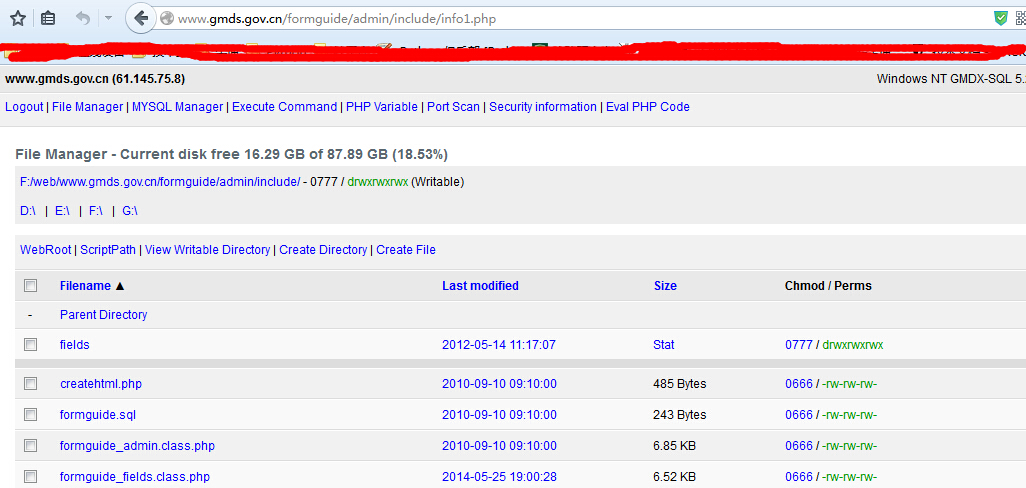 www.gmds.gov.cn/formguide/admin/include/info1.php
www.gmds.gov.cn (61.145.75.8) Windows NT GMDX-SQL 5.
Logout | File Manager | MYSQL Manager | Execute Command | PHP Variable | Port Scan | Security information | Eval PHP Code
File Manager - Current disk free 16.29 GB of 87.89 GB (18.53%)
F:/web/www.gmds.gov.cn/formguide/admin/include/ - 0777 / drwxrwxrwx (Writable)
D:\ | E:\ | F:\ | G:\
WebRoot | ScriptPath | View Writable Directory | Create Directory | Create File
Filename ▲ Last modified Size Chmod / Perms
- Parent Directory
fields 2012-05-14 11:17:07 Stat 0777 / drwxrwxrwx
createhtml.php 2010-09-10 09:10:00 485 Bytes 0666 / -rw-rw-rw-
formguide.sql 2010-09-10 09:10:00 243 Bytes 0666 / -rw-rw-rw-
formguide_admin.class.php 2010-09-10 09:10:00 6.85 KB 0666 / -rw-rw-rw-
formguide_fields.class.php 2014-05-25 19:00:28 6.52 KB 0666 / -rw-rw-rw-